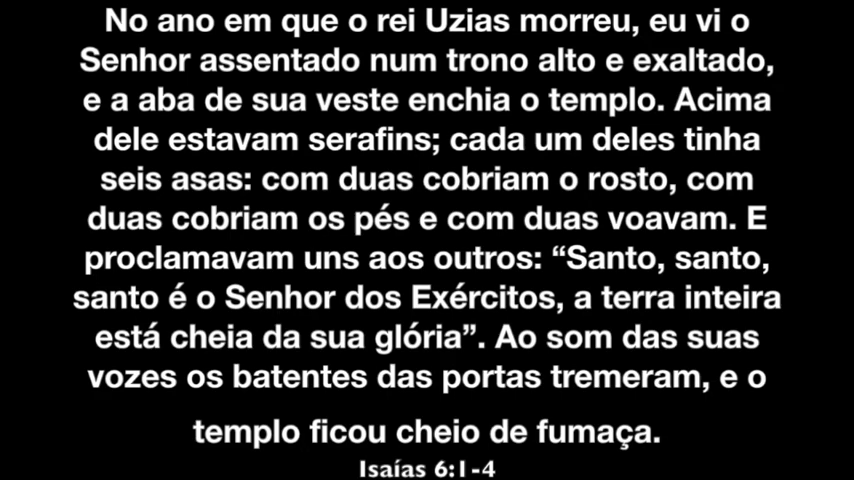 No ano em que o rei Uzias morreu, eu vi o
Senhor assentado num trono alto e exaltado,
e a aba de sua veste enchia o templo. Acima
dele estavam serafins; cada um deles tinha
seis asas: com duas cobriam o rosto, com
duas cobriam os pés e com duas voavam. E
proclamavam uns aos outros: “Santo, santo,
santo é o Senhor dos Exércitos, a terra inteira
está cheia da sua glória”. Ao som das suas
vozes os batentes das portas tremeram, e o
templo ficou cheio de fumaça.
Isaías 6:1-4